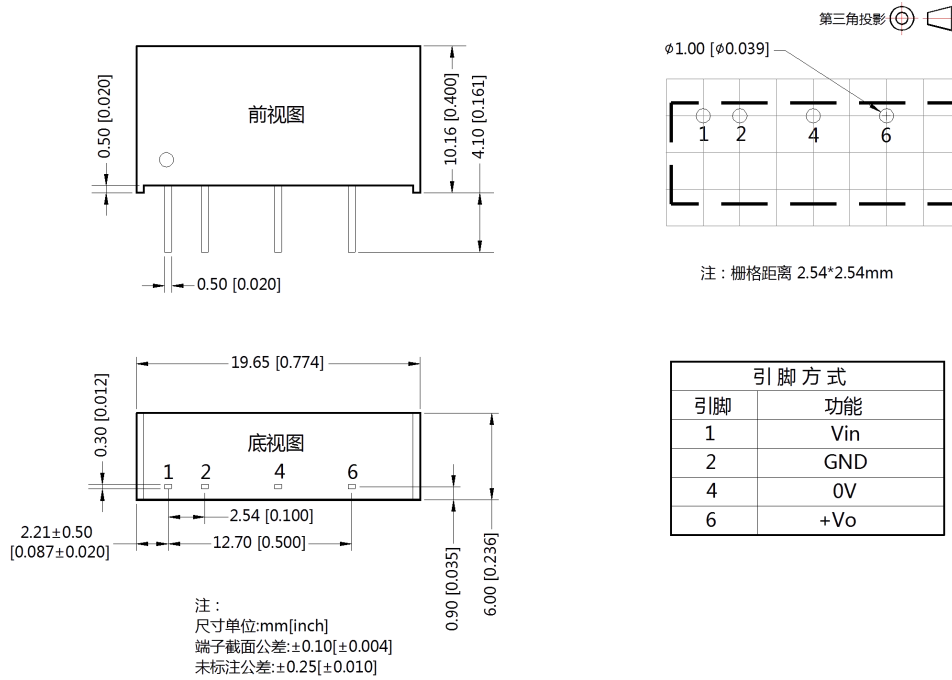 第三角投影
ϕ1.00 [ϕ0.039]
前视图
0.50 [0.020]
10.16 [0.400]
4.10 [0.161]
0.50 [0.020]
1 2 4 6
注：栅格距离 2.54*2.54mm
19.65 [0.774]
0.30 [0.012]
底视图
1 2 4 6
2.54 [0.100]
12.70 [0.500]
2.21±0.50
[0.087±0.020]
0.90 [0.035]
6.00 [0.236]
引脚方式
引脚 功能
1 Vin
2 GND
4 0V
6 +Vo
注：
尺寸单位:mm[inch]
端子截面公差:±0.10[±0.004]
未标注公差:±0.25[±0.010]